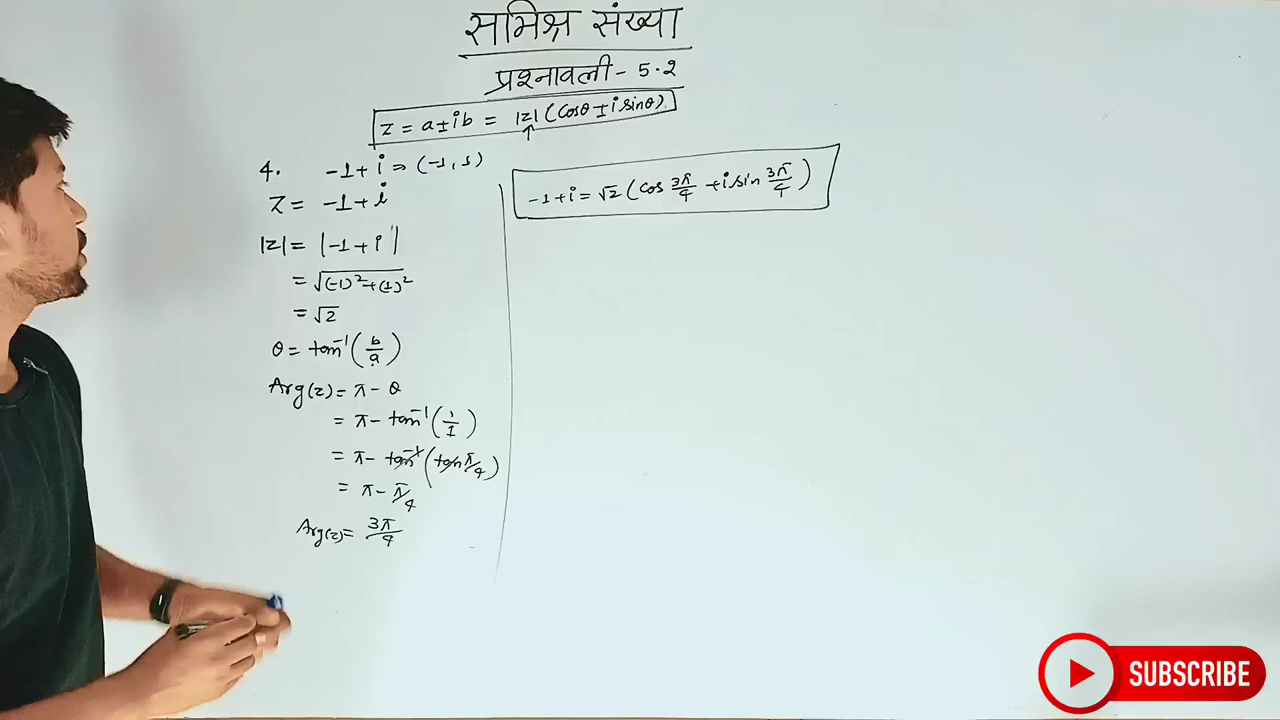 समिश्र संख्या
प्रश्नावली - 5.2
Z = a ± ib = |z| (cosθ ± i sinθ).
4. -1 + i ⇒ (-1, 1)
Z = -1 + i
|z| = |-1 + i|
= √(-1)² + (1)²
= √2
θ = tan⁻¹ (b/a)
Arg(z) = π - θ
= π - tan⁻¹ (1/1)
= π - tan⁻¹ (tan π/4)
= π - π/4
Arg(z) = 3π/4
-1 + i = √2 (cos 3π/4 + i sin 3π/4)
SUBSCRIBE